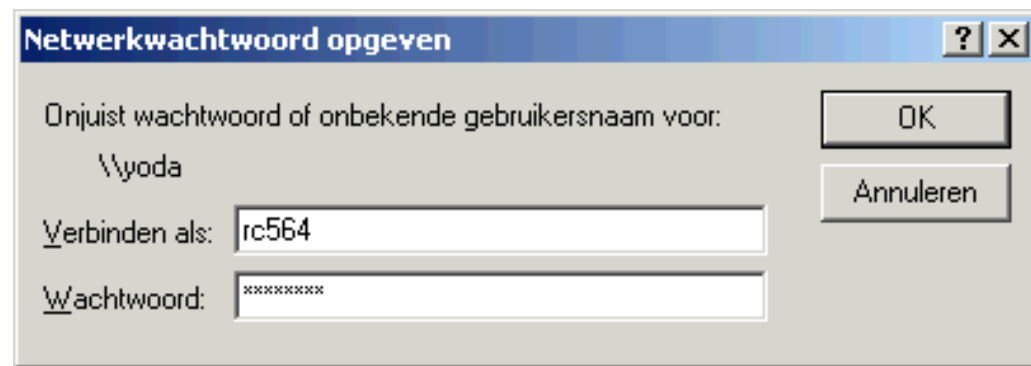 Netwerkwachtwoord opgeven
Onjuist wachtwoord of onbekende gebruikersnaam voor:
\\yoda
Verbinden als: rc564
Wachtwoord: ********
OK
Annuleren